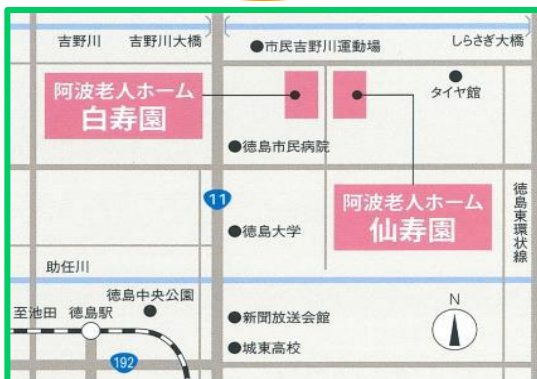 吉野川
吉野川大橋
市民吉野川運動場
しらさぎ大橋
阿波老人ホーム
白寿園
タイヤ館
徳島市民病院
11
徳島大学
阿波老人ホーム
仙寿園
徳島東環状線
助任川
徳島中央公園
至池田
徳島駅
新聞放送会館
城東高校
N
192